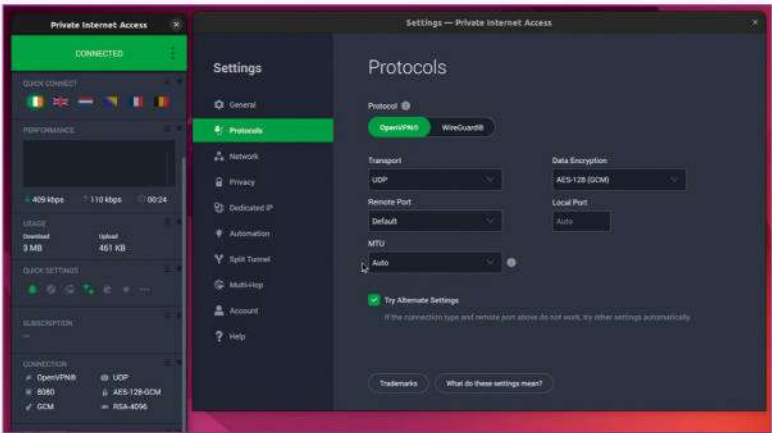 Private Internet Access
CONNECTED
QUICK CONNECT
PERFORMANCE
409 kbps 110 kbps 00:24
USAGE
Download Upload
3 MB 461 KB
QUICK SETTINGS
SUBSCRIPTION
---
CONNECTION
OpenVPN® UDP
8080 AES-128-GCM
GCM RSA-4096
Settings — Private Internet Access
Settings
General
Protocols
Network
Privacy
Dedicated IP
Automation
Split Tunnel
Multi-Hop
Account
Help
Protocols
Protocol
OpenVPN® WireGuard®
Transport Data Encryption
UDP AES-128 (GCM)
Remote Port Local Port
Default Auto
MTU
Auto
Try Alternate Settings
If the connection type and remote port above do not work, try other settings automatically.
Trademarks What do these settings mean?